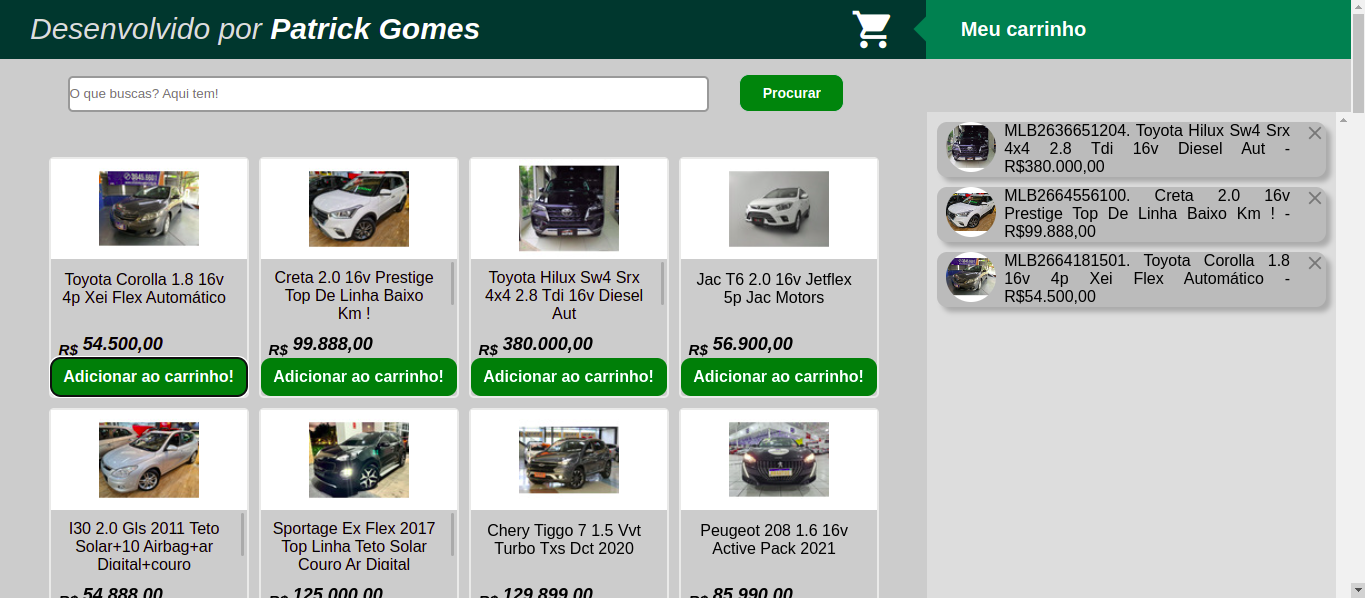 Desenvolvido por Patrick Gomes
Meu carrinho
O que buscas? Aqui tem!
Procurar
Toyota Corolla 1.8 16v
4p Xei Flex Automático
R$ 54.500,00
Adicionar ao carrinho!
Creta 2.0 16v Prestige
Top De Linha Baixo
Km !
R$ 99.888,00
Adicionar ao carrinho!
Toyota Hilux Sw4 Srx
4x4 2.8 Tdi 16v Diesel
Aut
R$ 380.000,00
Adicionar ao carrinho!
Jac T6 2.0 16v Jetflex
5p Jac Motors
R$ 56.900,00
Adicionar ao carrinho!
I30 2.0 Gls 2011 Teto
Solar+10 Airbag+ar
Digital+couro
R$ 54.888,00
Sportage Ex Flex 2017
Top Linha Teto Solar
Couro Ar Digital
R$ 125.000,00
Chery Tiggo 7 1.5 Vvt
Turbo Txs Dct 2020
R$ 129.899,00
Peugeot 208 1.6 16v
Active Pack 2021
R$ 85.990,00
MLB2636651204. Toyota Hilux Sw4 Srx
4x4 2.8 Tdi 16v Diesel Aut -
R$380.000,00
MLB2664556100. Creta 2.0 16v
Prestige Top De Linha Baixo Km ! -
R$99.888,00
MLB2664181501. Toyota Corolla 1.8
16v 4p Xei Flex Automático -
R$54.500,00